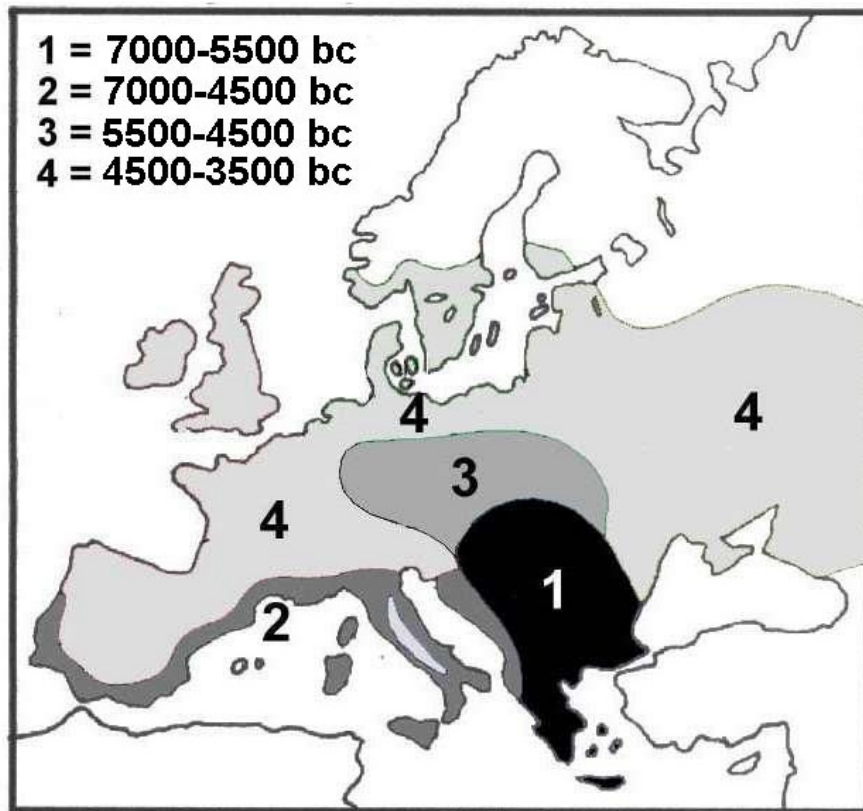 1 = 7000-5500 bc
2 = 7000-4500 bc
3 = 5500-4500 bc
4 = 4500-3500 bc
4
4
3
4
1
2